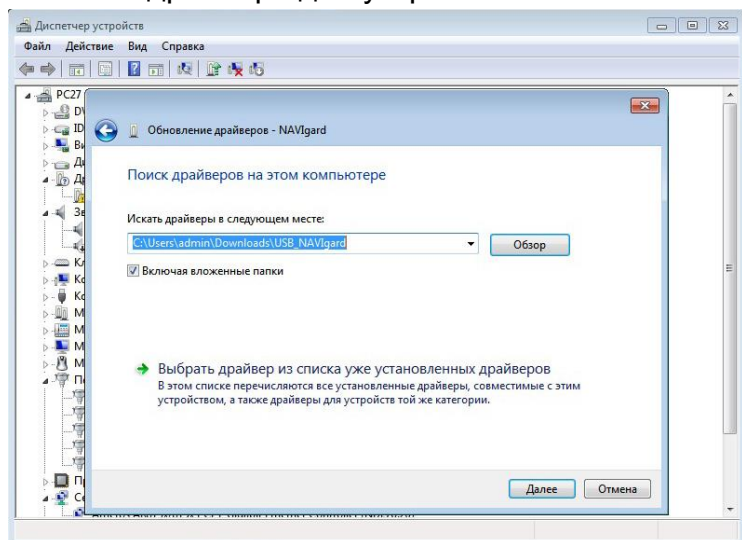 Диспетчер устройств
Файл Действие Вид Справка
PC27
Обновление драйверов - NAVIgard
Поиск драйверов на этом компьютере
Искать драйверы в следующем месте:
C:\Users\admin\Downloads\USB_NAVIgard
Обзор
Включая вложенные папки
Выбрать драйвер из списка уже установленных драйверов
В этом списке перечисляются все установленные драйверы, совместимые с этим
устройством, а также драйверы для устройств той же категории.
Далее Отмена